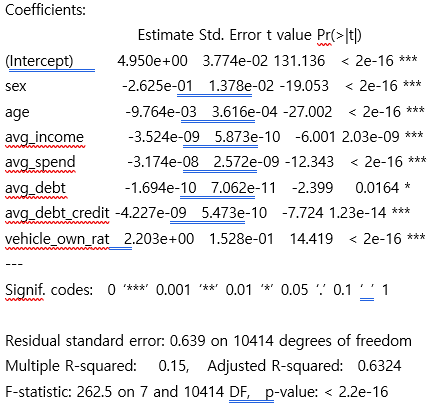 Coefficients:
Estimate Std. Error t value Pr(>|t|)
(Intercept) 4.950e+00 3.774e-02 131.136 < 2e-16 ***
sex -2.625e-01 1.378e-02 -19.053 < 2e-16 ***
age -9.764e-03 3.616e-04 -27.002 < 2e-16 ***
avg_income -3.524e-09 5.873e-10 -6.001 2.03e-09 ***
avg_spend -3.174e-08 2.572e-09 -12.343 < 2e-16 ***
avg_debt -1.694e-10 7.062e-11 -2.399 0.0164 *
avg_debt_credit -4.227e-09 5.473e-10 -7.724 1.23e-14 ***
vehicle_own_rat 2.203e+00 1.528e-01 14.419 < 2e-16 ***
---
Signif. codes: 0 ‘***’ 0.001 ‘**’ 0.01 ‘*’ 0.05 ‘.’ 0.1 ‘ ’ 1
Residual standard error: 0.639 on 10414 degrees of freedom
Multiple R-squared: 0.15, Adjusted R-squared: 0.6324
F-statistic: 262.5 on 7 and 10414 DF, p-value: < 2.2e-16